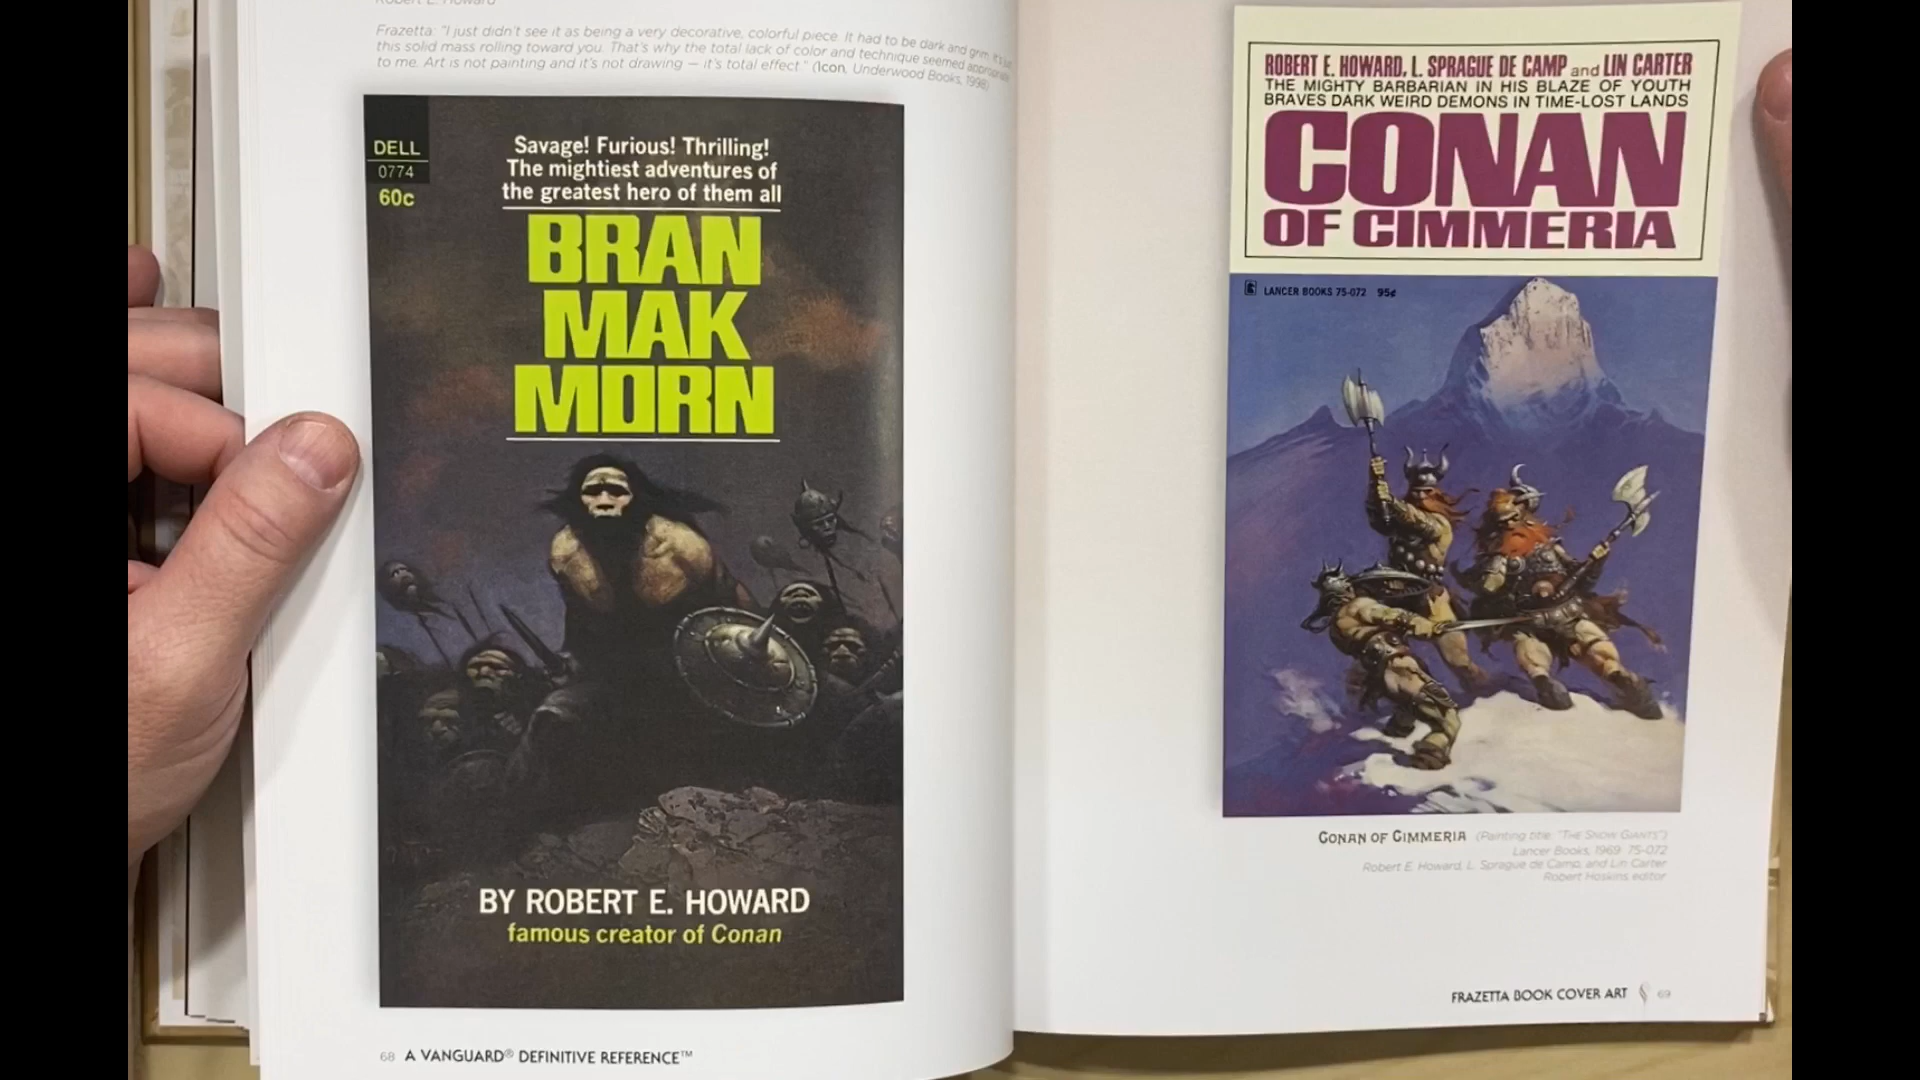 Robert E. Howard
Frazetta: "I just didn't see it as being a very decorative, colorful piece. It had to be dark and grim. It's just
this solid mass rolling toward you. That's why the total lack of color and technique seemed appropriate
to me. Art is not painting and it's not drawing — it's total effect." (Icon, Underwood Books, 1998)
DELL
0774
60c
Savage! Furious! Thrilling!
The mightiest adventures of
the greatest hero of them all
BRAN
MAK
MORN
BY ROBERT E. HOWARD
famous creator of Conan
68 A VANGUARD® DEFINITIVE REFERENCE™
ROBERT E. HOWARD, L. SPRAGUE DE CAMP and LIN CARTER
THE MIGHTY BARBARIAN IN HIS BLAZE OF YOUTH
BRAVES DARK WEIRD DEMONS IN TIME-LOST LANDS
CONAN
OF CIMMERIA
LANCER BOOKS 75-072 95¢
CONAN OF CIMMERIA (Painting title: "THE SNOW GIANTS")
Lancer Books, 1969 75-072
Robert E. Howard, L. Sprague de Camp, and Lin Carter
Robert Hoskins editor
FRAZETTA BOOK COVER ART 69